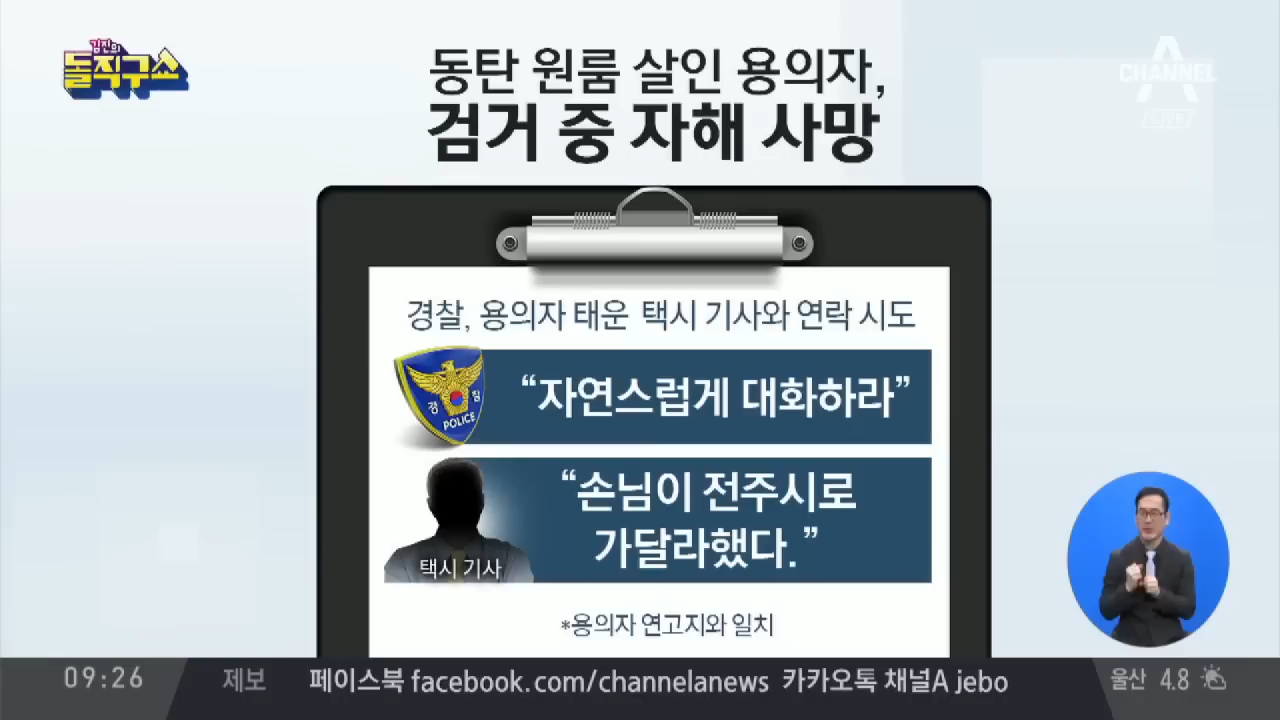 김진의
돌직구쇼
CHANNEL A
LIVE
동탄 원룸 살인 용의자,
검거 중 자해 사망
경찰, 용의자 태운 택시 기사와 연락 시도
경 찰
POLICE
“자연스럽게 대화하라”
“손님이 전주시로
가달라했다.”
택시 기사
*용의자 연고지와 일치
09:26 제보 페이스북 facebook.com/channelanews 카카오톡 채널A jebo 울산 4.8